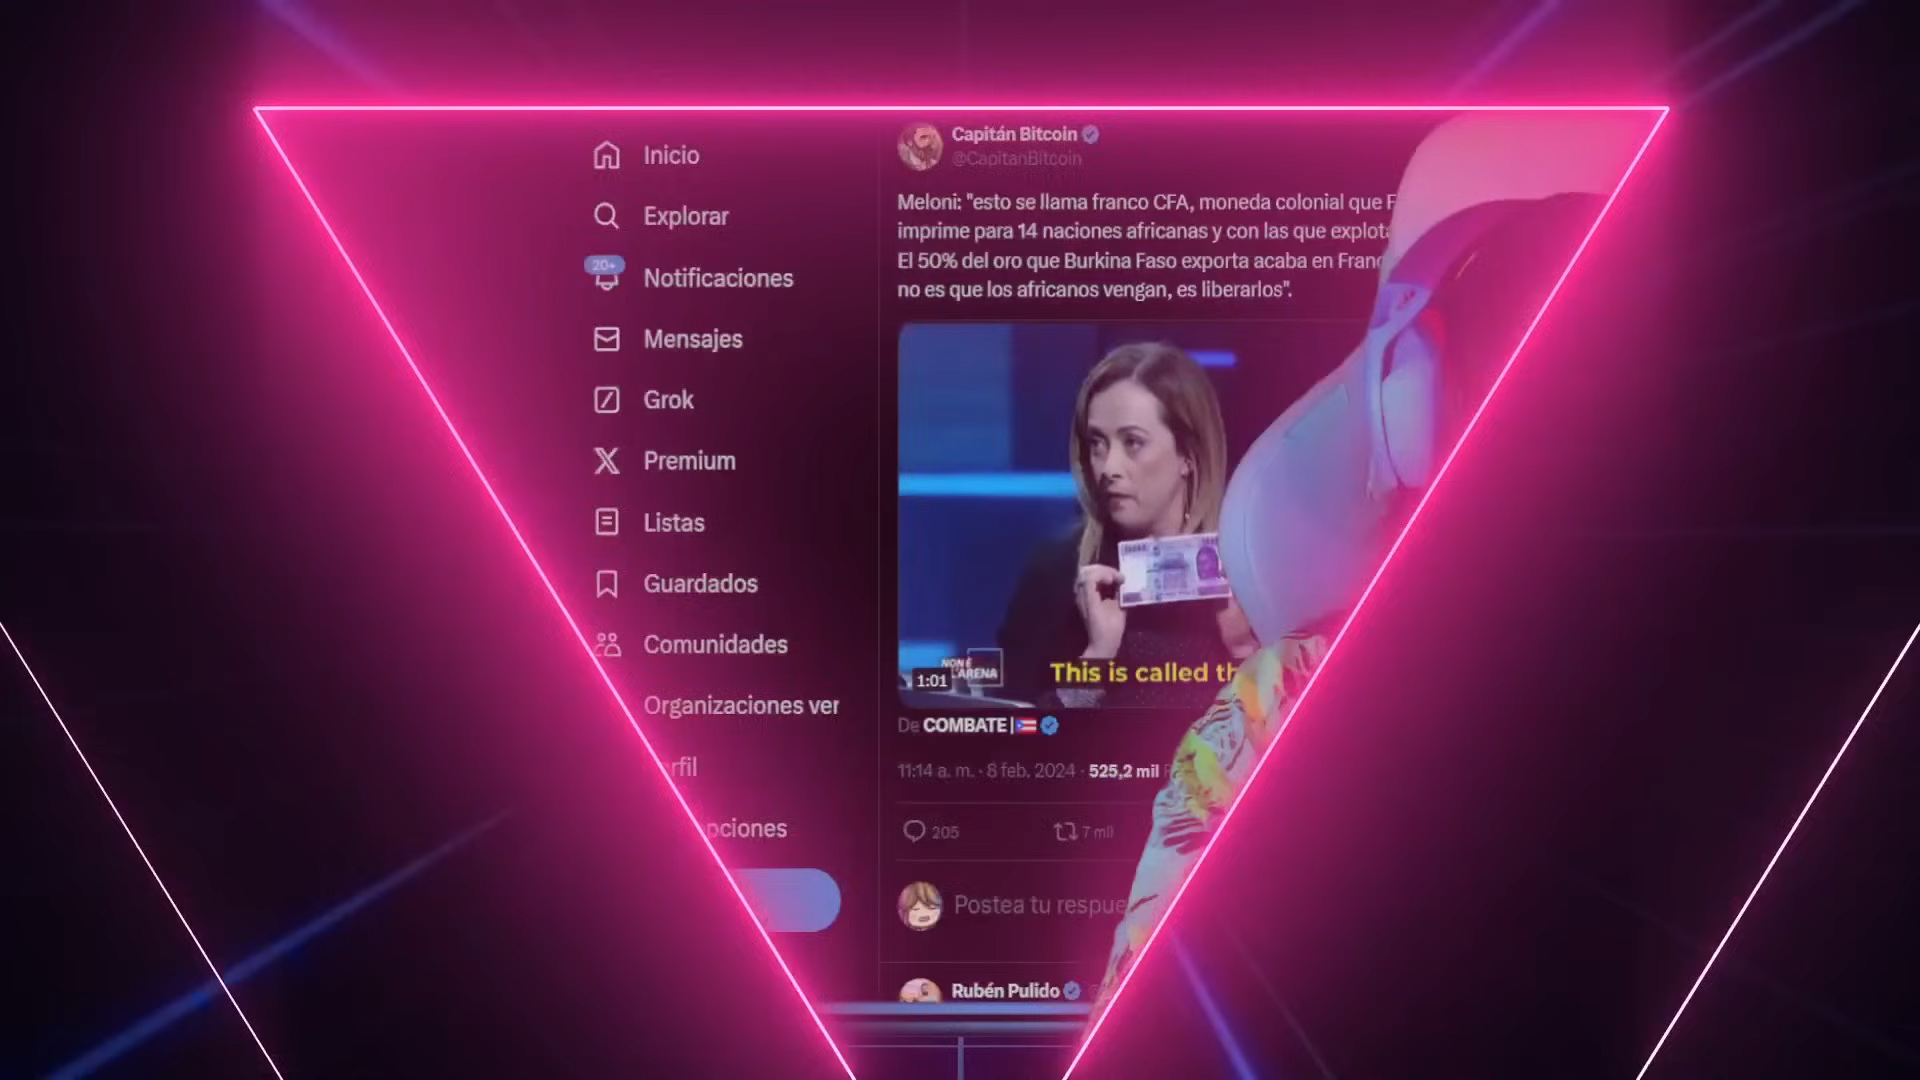 Inicio
Explorar
20+
Notificaciones
Mensajes
Grok
Premium
Listas
Guardados
Comunidades
Organizaciones ver
rfil
pciones
Capitán Bitcoin
@CapitanBitcoin
Meloni: "esto se llama franco CFA, moneda colonial que F
imprime para 14 naciones africanas y con las que explota
El 50% del oro que Burkina Faso exporta acaba en Franc
no es que los africanos vengan, es liberarlos".
NON È
L'ARENA
1:01
This is called th
De COMBATE |
11:14 a. m. · 8 feb. 2024 · 525,2 mil
205
7 mil
Postea tu respue
Rubén Pulido